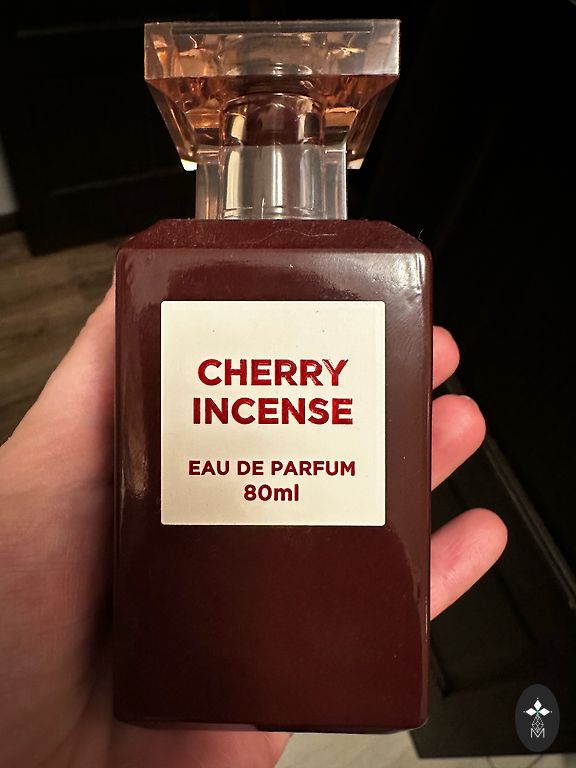 CHERRY
INCENSE
EAU DE PARFUM
80ml
M